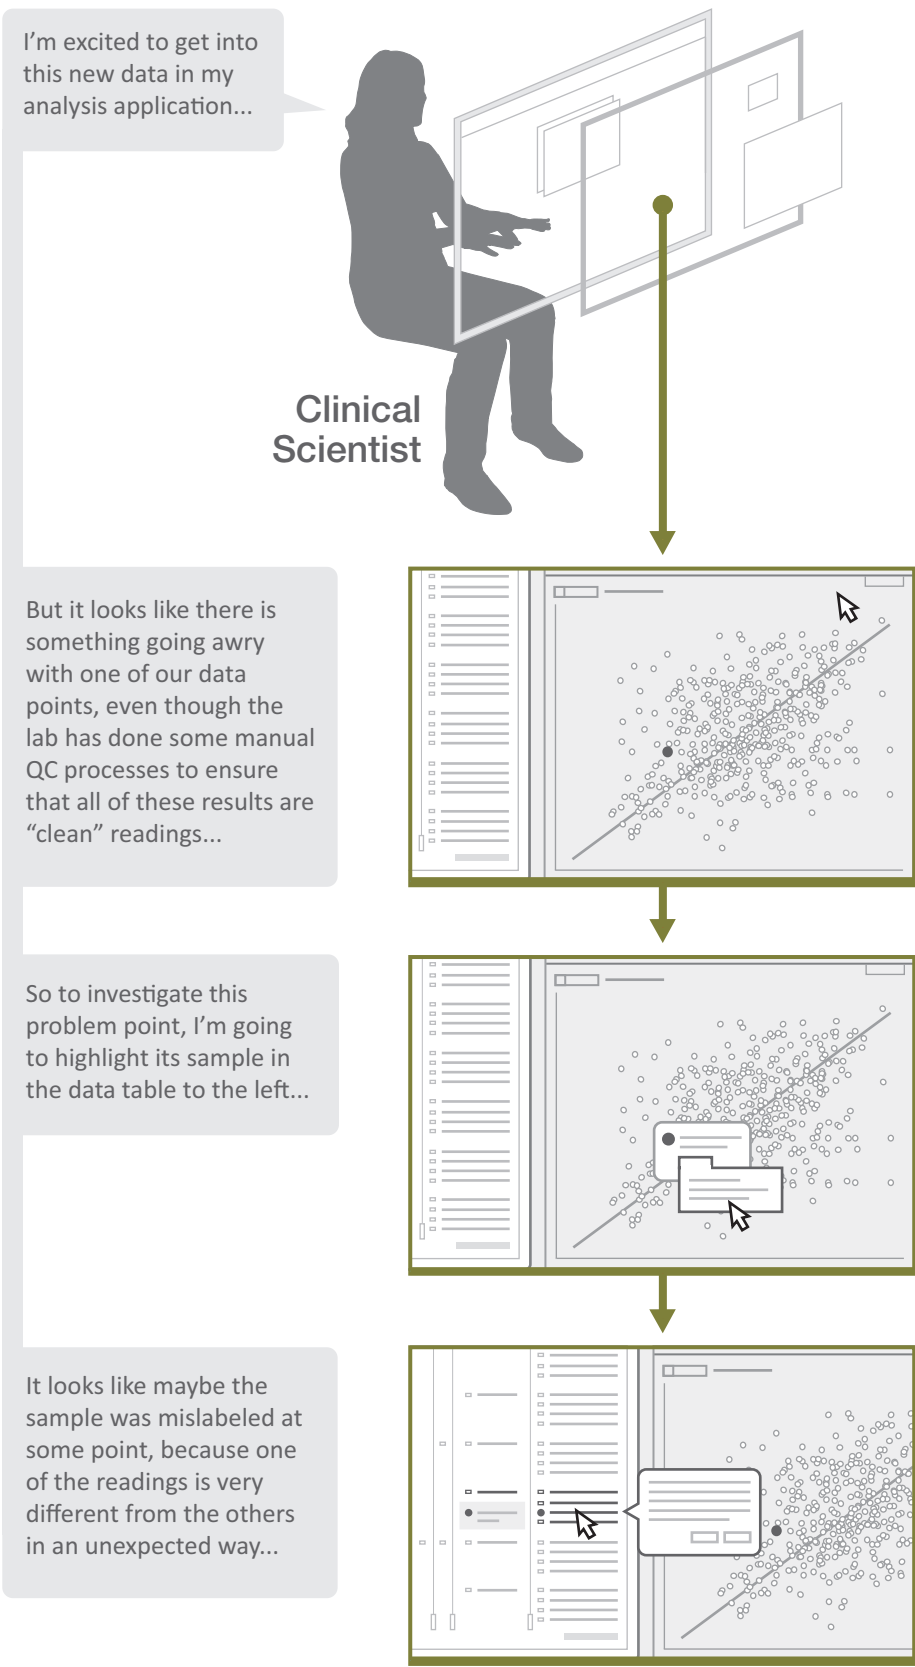 I’m excited to get into
this new data in my
analysis application...
Clinical
Scientist
But it looks like there is
something going awry
with one of our data
points, even though the
lab has done some manual
QC processes to ensure
that all of these results are
“clean” readings...
So to investigate this
problem point, I’m going
to highlight its sample in
the data table to the left...
It looks like maybe the
sample was mislabeled at
some point, because one
of the readings is very
different from the others
in an unexpected way...